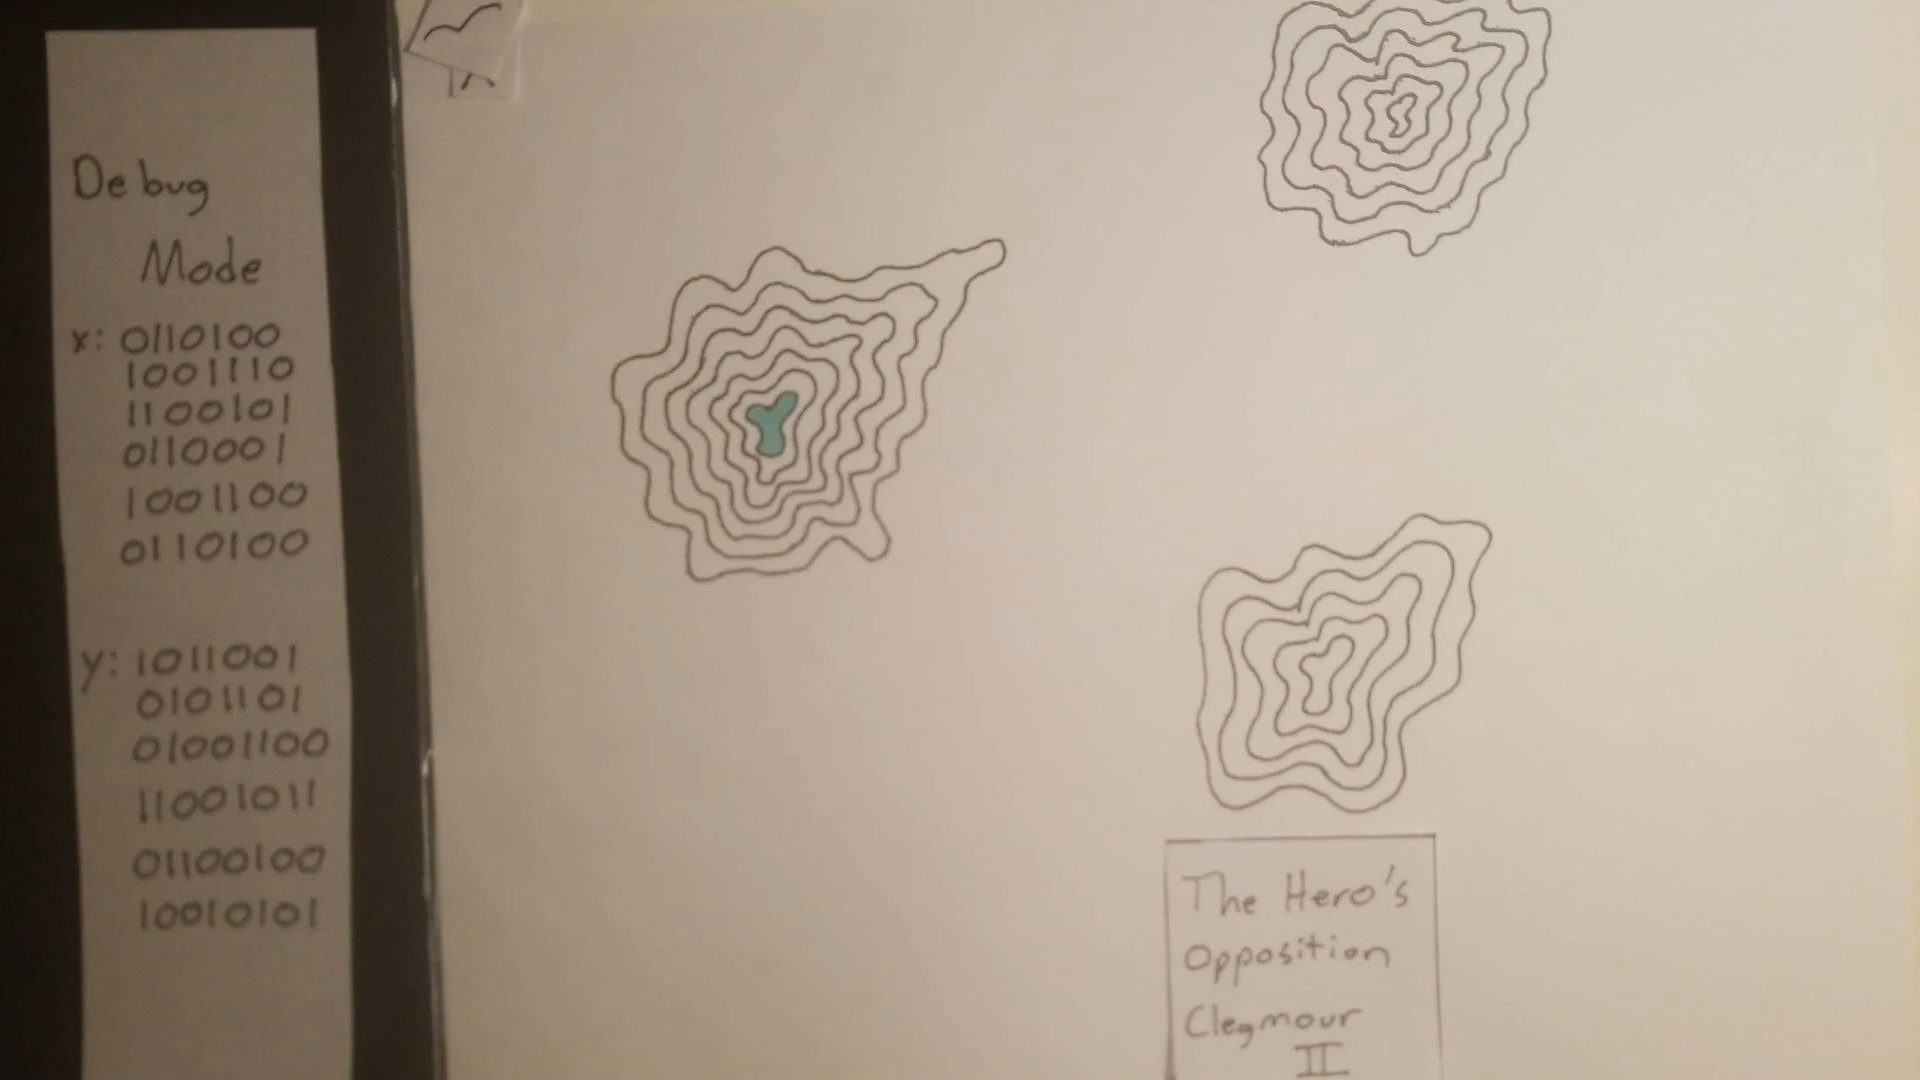 Debug
Mode
x: 0110100
1001110
1100101
0110001
1001100
0110100
y: 1011001
0101101
01001100
11001011
01100100
10010101
The Hero's
Opposition
Clegmour
II